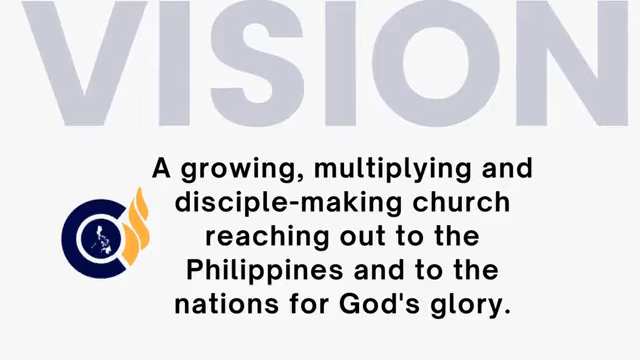 VISION
A growing, multiplying and
disciple-making church
reaching out to the
Philippines and to the
nations for God's glory.